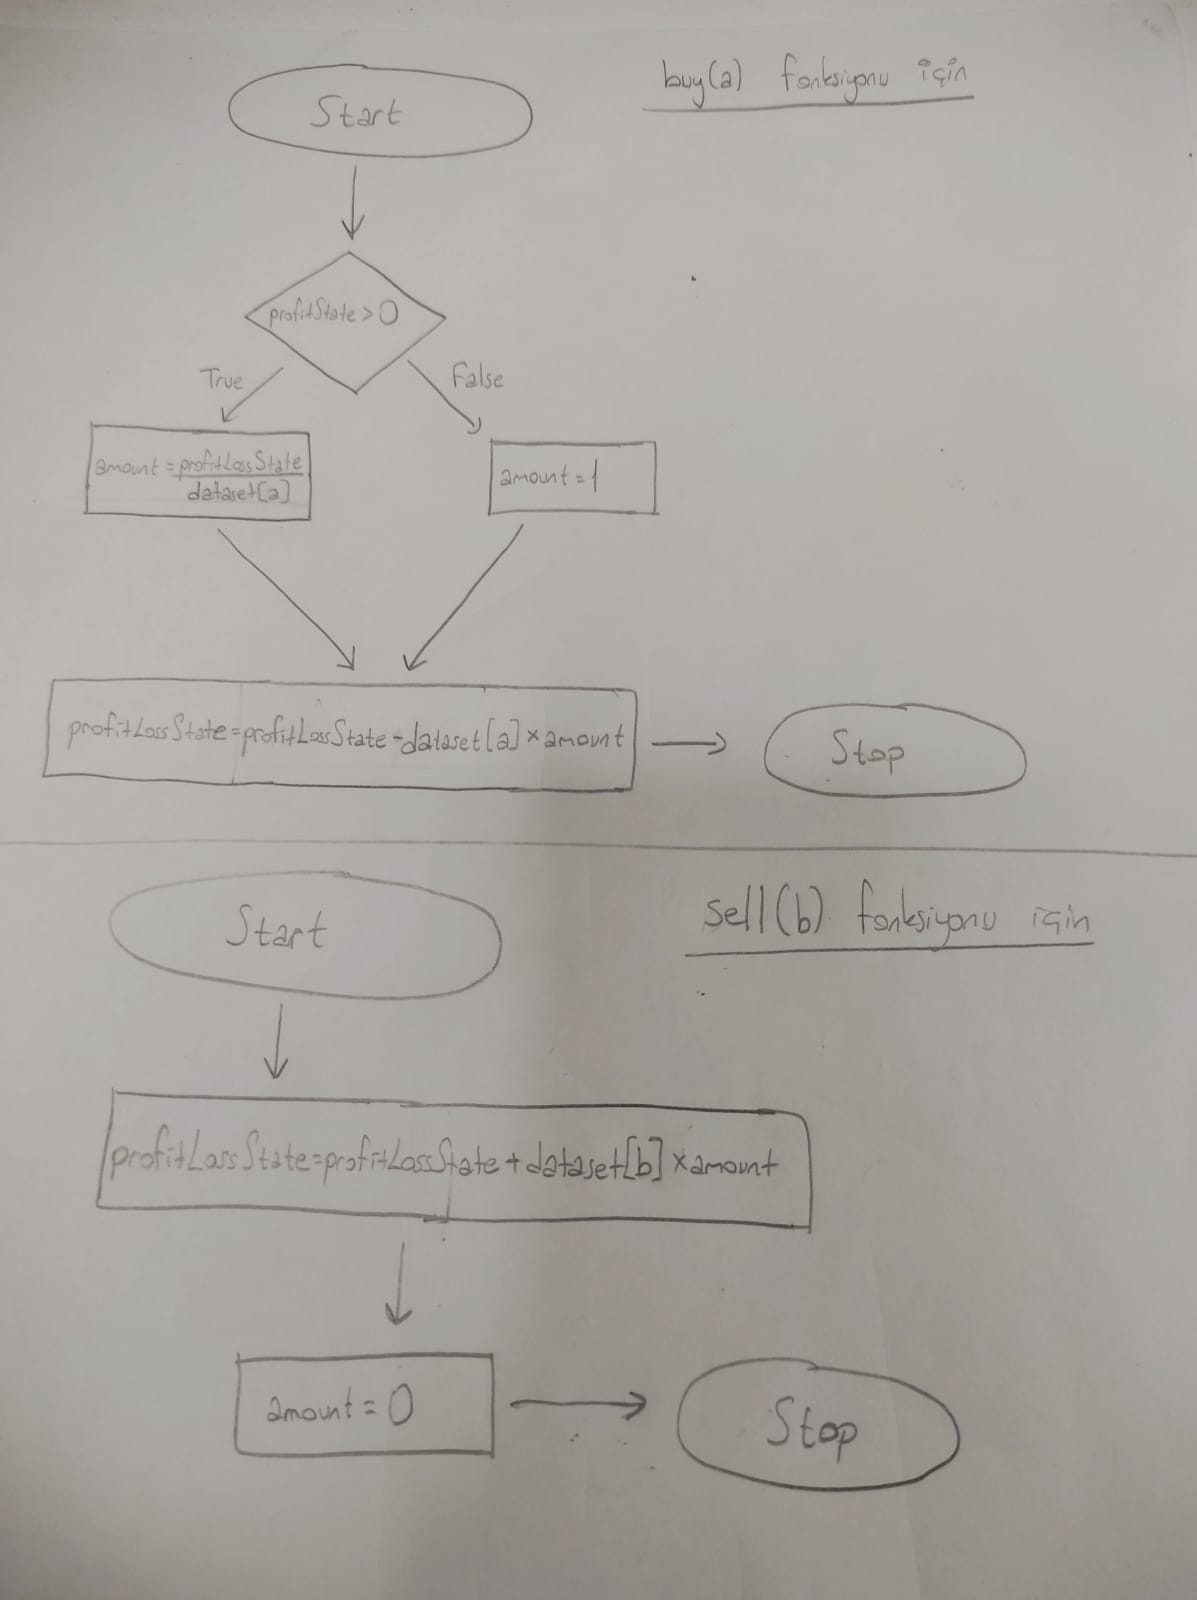 buy(a) fonksiyonu için
Start
profitState > 0
True
False
amount = profitLossState
dataset[a]
amount = 1
profitLossState = profitLossState - dataset[a] x amount
Stop
sell(b) fonksiyonu için
Start
profitLossState = profitLossState + dataset[b] x amount
amount = 0
Stop